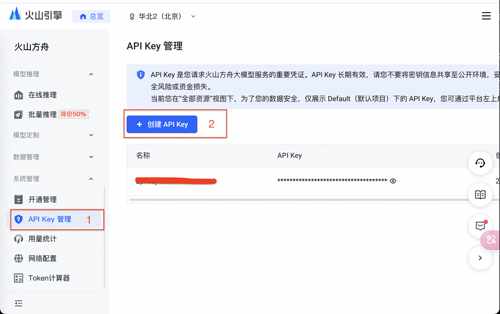 火山引擎
总览
华北2（北京）
火山方舟
模型推理
在线推理
批量推理 降价50%
模型定制
数据管理
系统管理
开通管理
API Key 管理 1
用量统计
网络配置
Token计算器
API Key 管理
API Key 是您请求火山方舟大模型服务的重要凭证。API Key 长期有效，请您不要将密钥信息共享至公开环境，妥
全风险或资金损失。
当前您在“全部资源”视图下，为了您的数据安全，仅展示 Default（默认项目）下的 API Key，您可通过平台左上角
+ 创建 API Key 2
名称 API Key
************************************